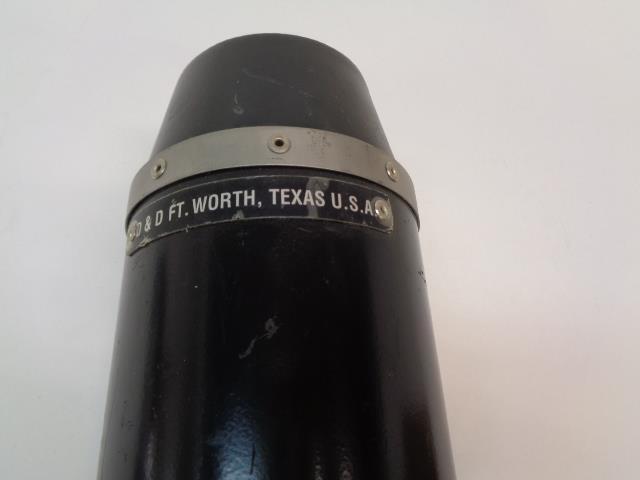 D & D FT. WORTH, TEXAS U.S.A.